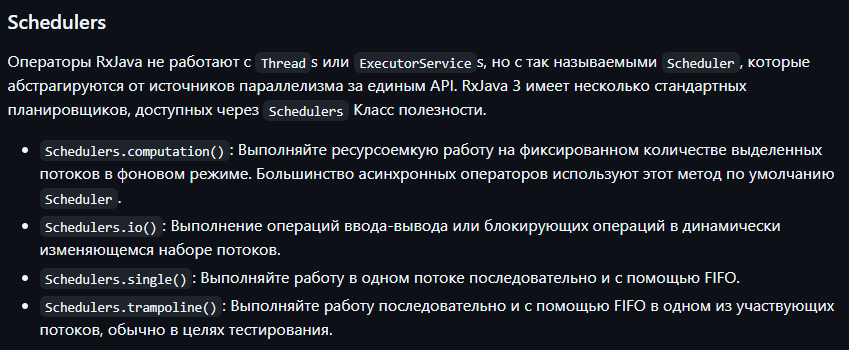 Schedulers
Операторы RxJava не работают с Thread s или ExecutorService s, но с так называемыми Scheduler , которые
абстрагируются от источников параллелизма за единым API. RxJava 3 имеет несколько стандартных
планировщиков, доступных через Schedulers Класс полезности.
• Schedulers.computation() : Выполняйте ресурсоемкую работу на фиксированном количестве выделенных
потоков в фоновом режиме. Большинство асинхронных операторов используют этот метод по умолчанию
Scheduler .
• Schedulers.io() : Выполнение операций ввода-вывода или блокирующих операций в динамически
изменяющемся наборе потоков.
• Schedulers.single() : Выполняйте работу в одном потоке последовательно и с помощью FIFO.
• Schedulers.trampoline() : Выполняйте работу последовательно и с помощью FIFO в одном из участвующих
потоков, обычно в целях тестирования.